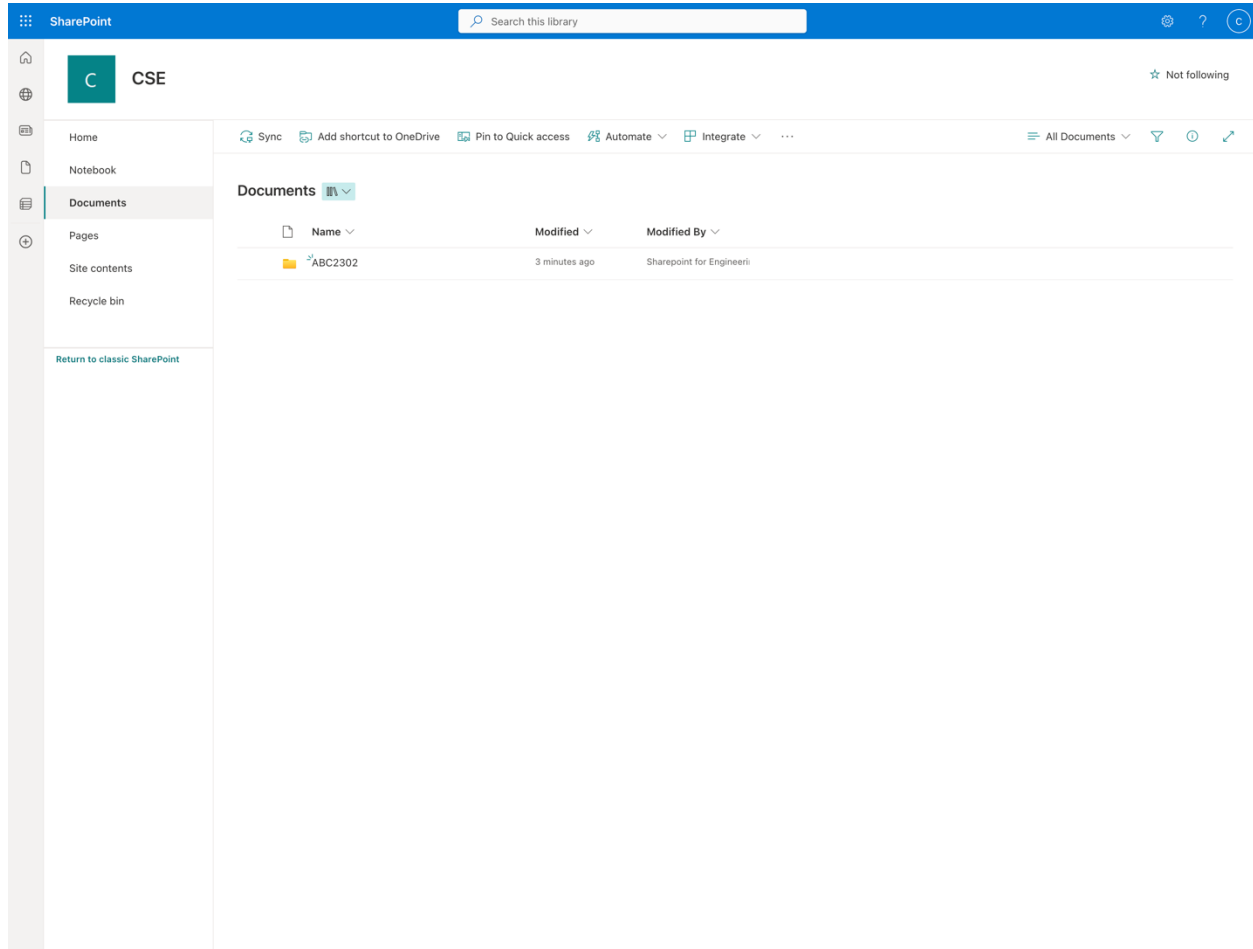 SharePoint
Search this library
?
C
C
CSE
Not following
Home
Notebook
Documents
Pages
Site contents
Recycle bin
Return to classic SharePoint
Sync Add shortcut to OneDrive Pin to Quick access Automate Integrate ... All Documents
Documents
Name Modified Modified By
ABC2302 3 minutes ago Sharepoint for Engineeri